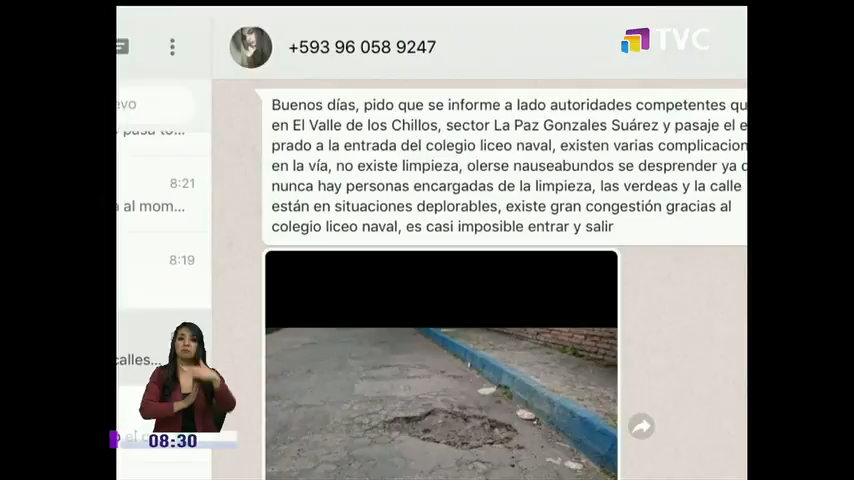 +593 96 058 9247
TVC
evo
8:21
a al mom...
8:19
calles...
Buenos días, pido que se informe a lado autoridades competentes qu
en El Valle de los Chillos, sector La Paz Gonzales Suárez y pasaje el e
prado a la entrada del colegio liceo naval, existen varias complicacion
en la vía, no existe limpieza, olerse nauseabundos se desprender ya d
nunca hay personas encargadas de la limpieza, las verdeas y la calle
están en situaciones deplorables, existe gran congestión gracias al
colegio liceo naval, es casi imposible entrar y salir
08:30